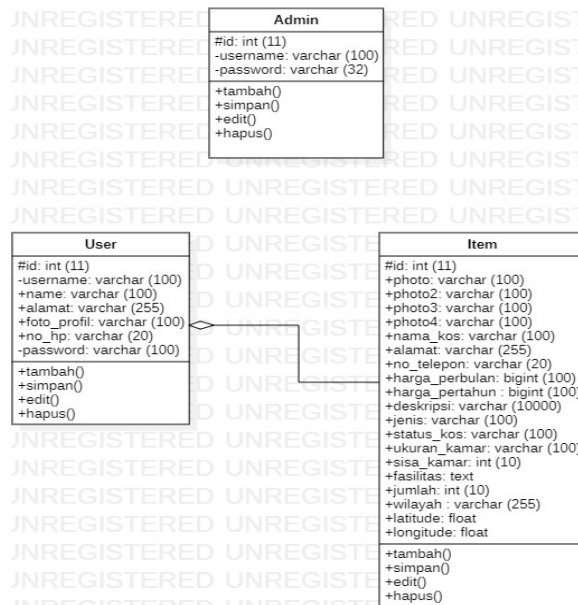 Admin
#id: int (11)
-username: varchar (100)
-password: varchar (32)
+tambah()
+simpan()
+edit()
+hapus()
User
#id: int (11)
-username: varchar (100)
+name: varchar (100)
+alamat: varchar (255)
+foto_profil: varchar (100)
+no_hp: varchar (20)
-password: varchar (100)
+tambah()
+simpan()
+edit()
+hapus()
Item
#id: int (11)
+photo: varchar (100)
+photo2: varchar (100)
+photo3: varchar (100)
+photo4: varchar (100)
+nama_kos: varchar (100)
+alamat: varchar (255)
+no_telepon: varchar (20)
+harga_perbulan: bigint (100)
+harga_pertahun : bigint (100)
+deskripsi: varchar (10000)
+jenis: varchar (100)
+status_kos: varchar (100)
+ukuran_kamar: varchar (100)
+sisa_kamar: int (10)
+fasilitas: text
+jumlah: int (10)
+wilayah : varchar (255)
+latitude: float
+longitude: float
+tambah()
+simpan()
+edit()
+hapus()
UNREGISTERED